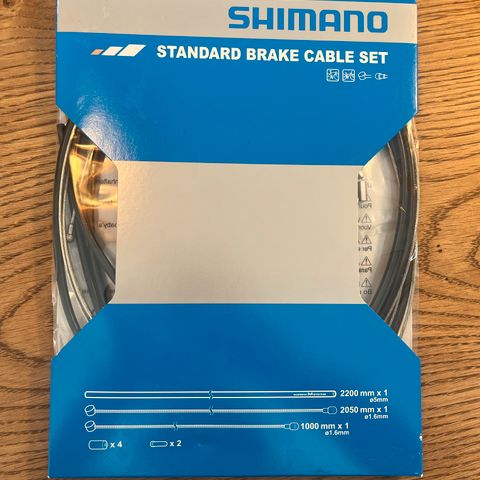 SHIMANO
STANDARD BRAKE CABLE SET
2200 mm x 1
ø5mm
2050 mm x 1
ø1.6mm
1000 mm x 1
ø1.6mm
x 4
x 2